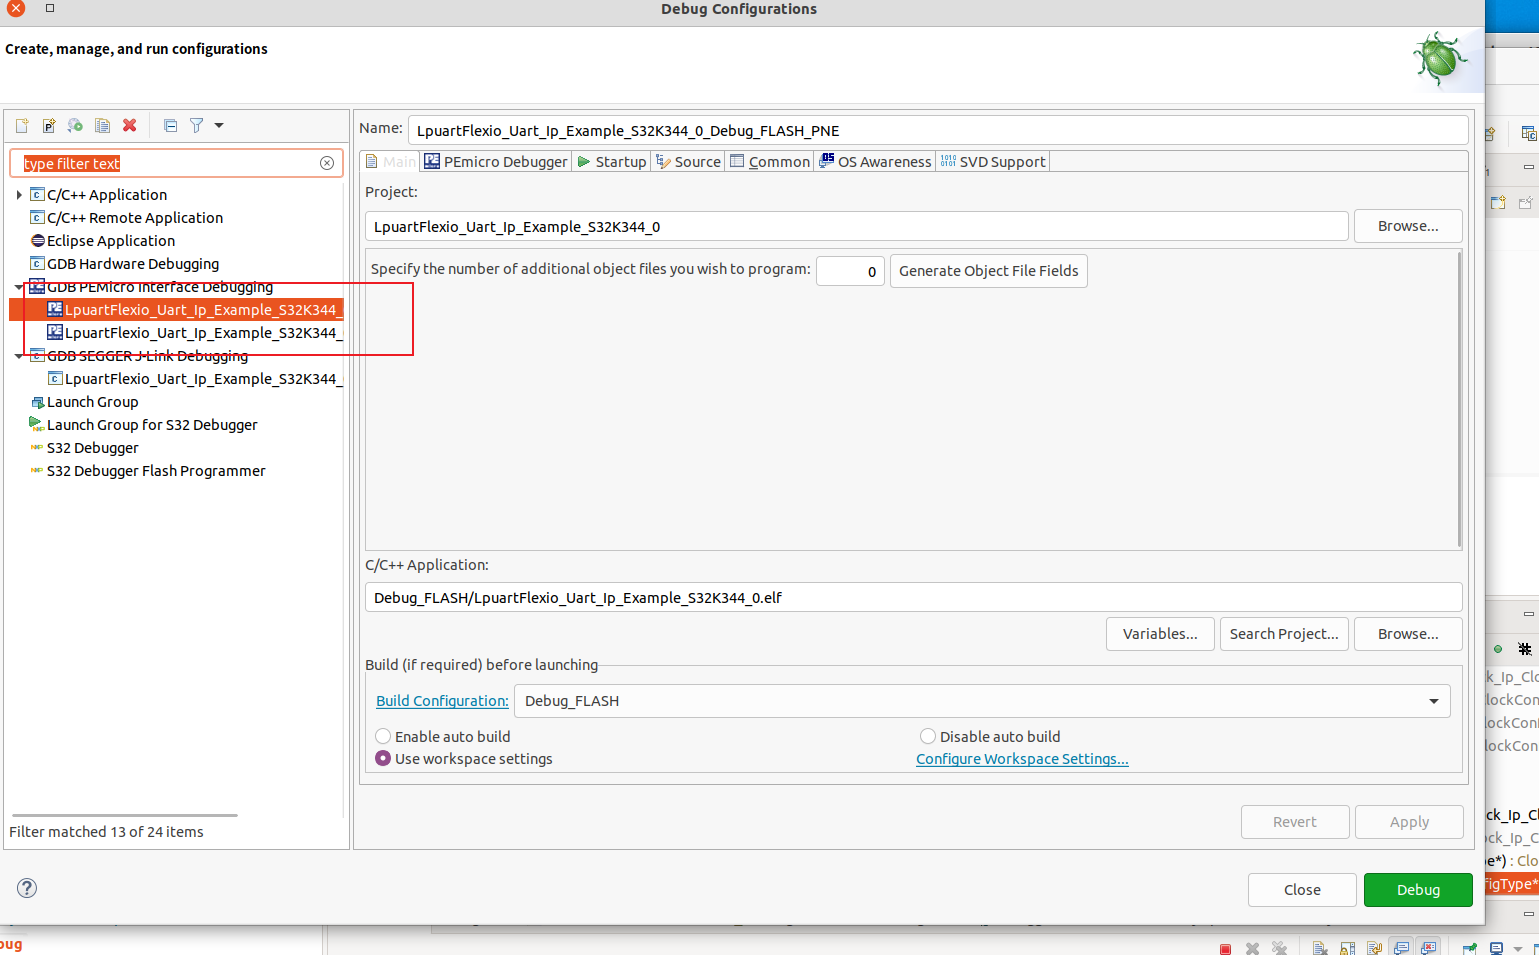 Debug Configurations
Create, manage, and run configurations
type filter text
C/C++ Application
C/C++ Remote Application
Eclipse Application
GDB Hardware Debugging
GDB PEMicro Interface Debugging
LpuartFlexio_Uart_Ip_Example_S32K344_
LpuartFlexio_Uart_Ip_Example_S32K344_
GDB SEGGER J-Link Debugging
LpuartFlexio_Uart_Ip_Example_S32K344_
Launch Group
Launch Group for S32 Debugger
S32 Debugger
S32 Debugger Flash Programmer
Filter matched 13 of 24 items
Name: LpuartFlexio_Uart_Ip_Example_S32K344_0_Debug_FLASH_PNE
Main PEmicro Debugger Startup Source Common OS Awareness SVD Support
Project:
LpuartFlexio_Uart_Ip_Example_S32K344_0 Browse...
Specify the number of additional object files you wish to program: 0 Generate Object File Fields
C/C++ Application:
Debug_FLASH/LpuartFlexio_Uart_Ip_Example_S32K344_0.elf
Variables... Search Project... Browse...
Build (if required) before launching
Build Configuration: Debug_FLASH
Enable auto build Disable auto build
Use workspace settings Configure Workspace Settings...
Revert Apply
Close Debug
k_Ip_Clo
lockCon
lockCon
lockCon
ck_Ip_Cl
ock_Ip_C
pe*) : Clo
figType*
bug